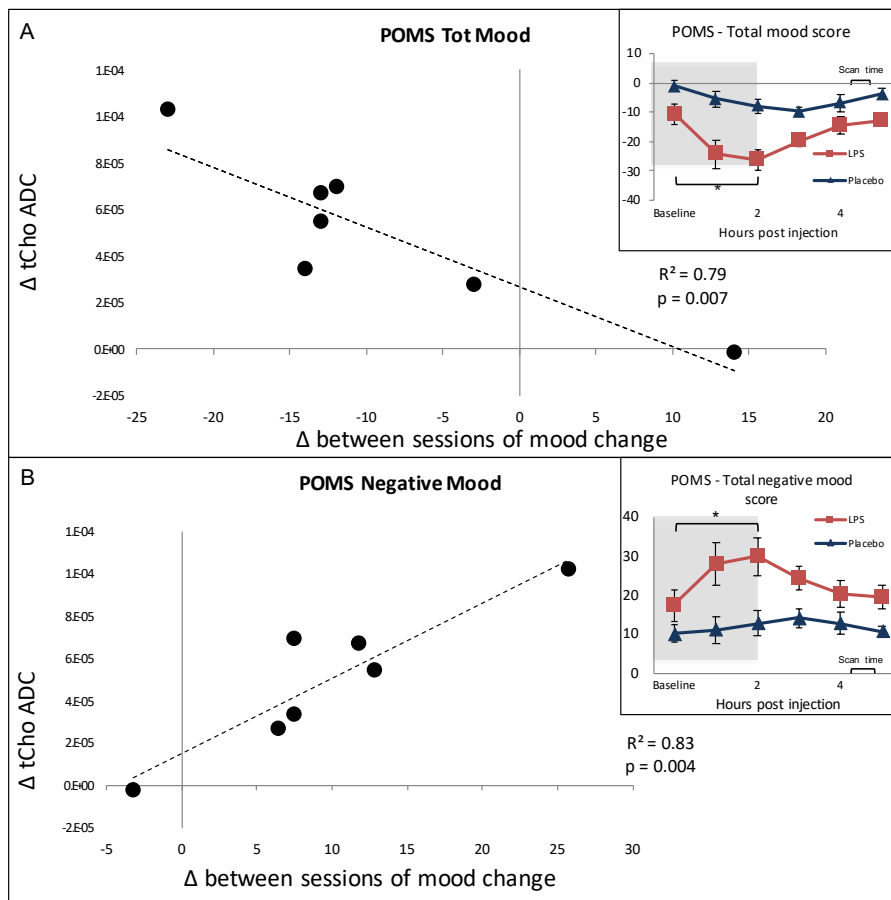 A
POMS Tot Mood
1.E-04
1.E-04
8.E-05
6.E-05
4.E-05
2.E-05
0.E+00
-2.E-05
-25
-20
-15
-10
-5
0
5
10
15
20
Δ tCho ADC
Δ between sessions of mood change
POMS - Total mood score
10
0
-10
-20
-30
-40
Scan time
LPS
Placebo
*
Baseline
2
4
Hours post injection
R² = 0.79
p = 0.007
B
POMS Negative Mood
1.E-04
1.E-04
8.E-05
6.E-05
4.E-05
2.E-05
0.E+00
-2.E-05
-5
0
5
10
15
20
25
30
Δ tCho ADC
Δ between sessions of mood change
POMS - Total negative mood
score
40
30
20
10
0
*
LPS
Placebo
Scan time
Baseline
2
4
Hours post injection
R² = 0.83
p = 0.004